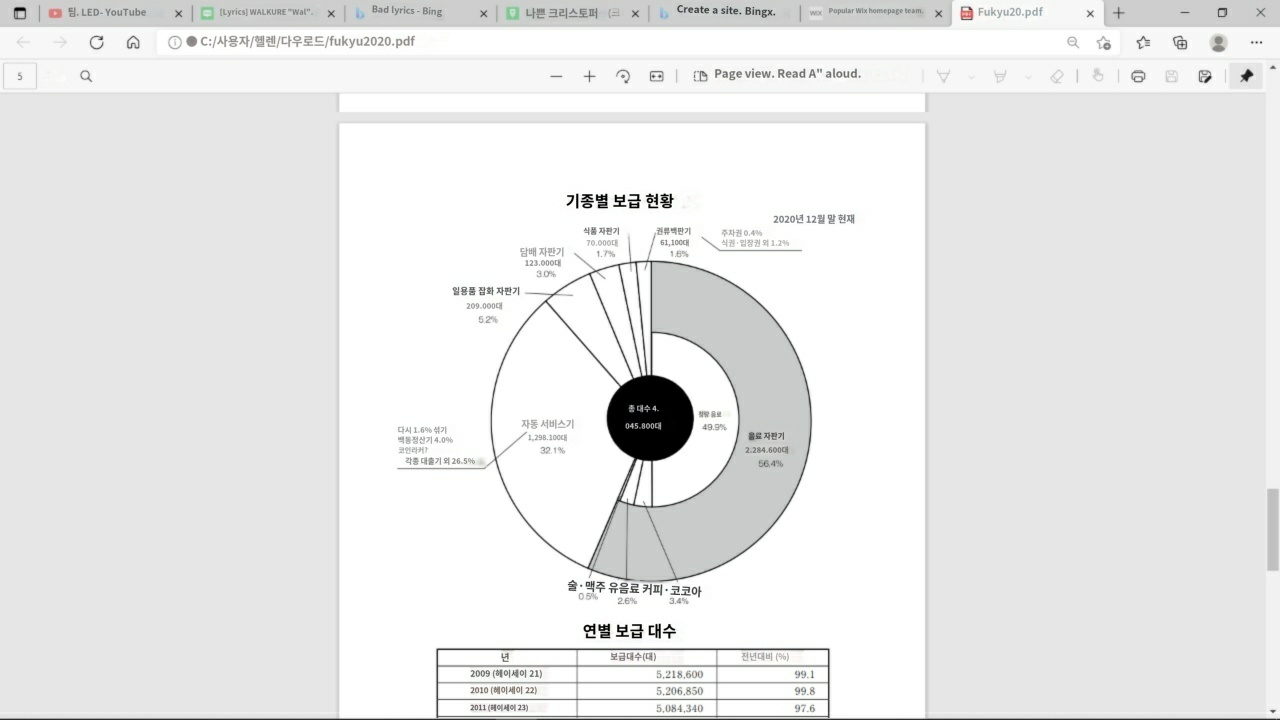 팀. LED- YouTube
[Lyrics] WALKURE "Wal".
Bad lyrics - Bing
나쁜 크리스토퍼
Create a site. Bingx.
WIX Popular Wix homepage team.
PDF Fukyu20.pdf
C:/사용자/헬렌/다우로드/fukyu2020.pdf
5
Page view. Read A" aloud.
기종별 보급 현황
2020년 12월 말 현재
식품 자판기
70.000대
1.7%
권류백판기
61,100대
1.6%
주차권 0.4%
식권·입장권 외 1.2%
담배 자판기
123.000대
3.0%
일용품 잡화 자판기
209.000대
5.2%
총 대수 4.
045.800대
청량 음료
49.9%
음료 자판기
2.284.600대
56.4%
자동 서비스기
1,298.100대
32.1%
다시 1.6% 섞기
백동정산기 4.0%
코인라커?
각종 대출기 외 26.5%
술·맥주 유음료 커피·코코아
0.5% 2.6% 3.4%
연별 보급 대수
년 보급대수(대) 전년대비 (%)
2009 (헤이세이 21) 5,218,600 99.1
2010 (헤이세이 22) 5,206,850 99.8
2011 (헤이세이 23) 5,084,340 97.6